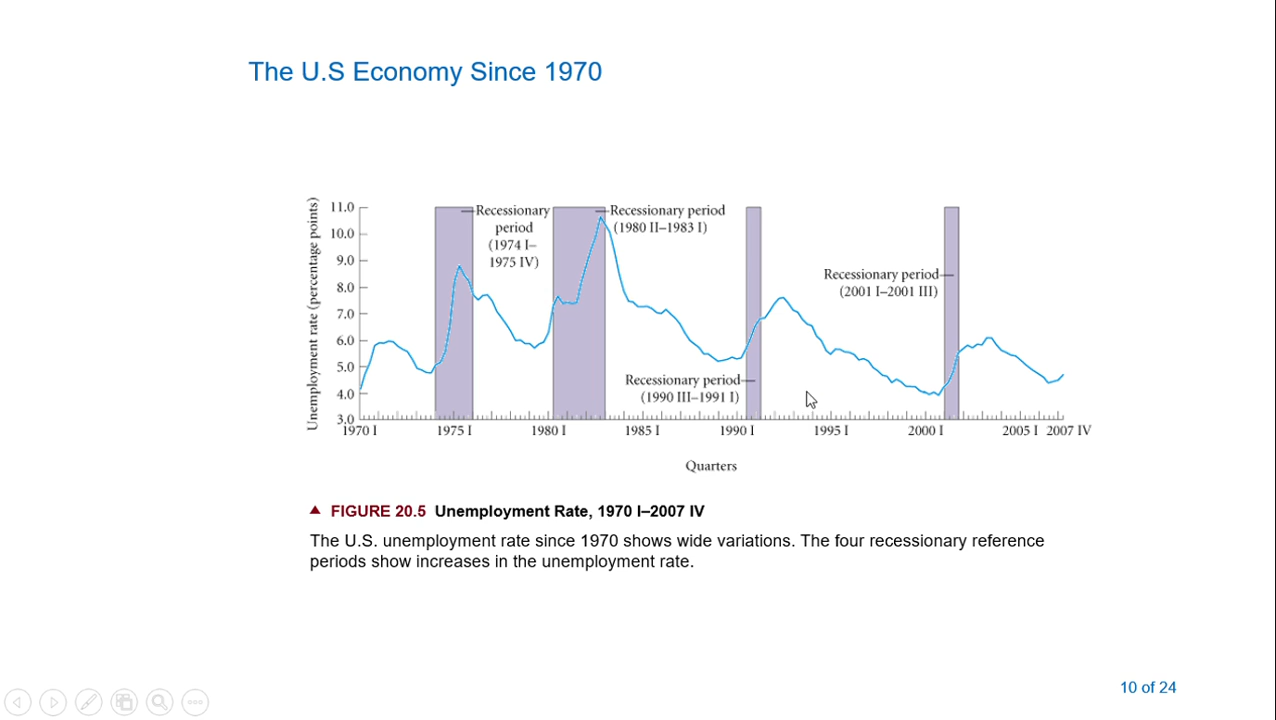 The U.S Economy Since 1970
Unemployment rate (percentage points)
11.0
10.0
9.0
8.0
7.0
6.0
5.0
4.0
3.0
Recessionary
period
(1974 I–
1975 IV)
Recessionary period
(1980 II–1983 I)
Recessionary period
(2001 I–2001 III)
Recessionary period
(1990 III–1991 I)
1970 I 1975 I 1980 I 1985 I 1990 I 1995 I 2000 I 2005 I 2007 IV
Quarters
▲ FIGURE 20.5 Unemployment Rate, 1970 I–2007 IV
The U.S. unemployment rate since 1970 shows wide variations. The four recessionary reference
periods show increases in the unemployment rate.
10 of 24